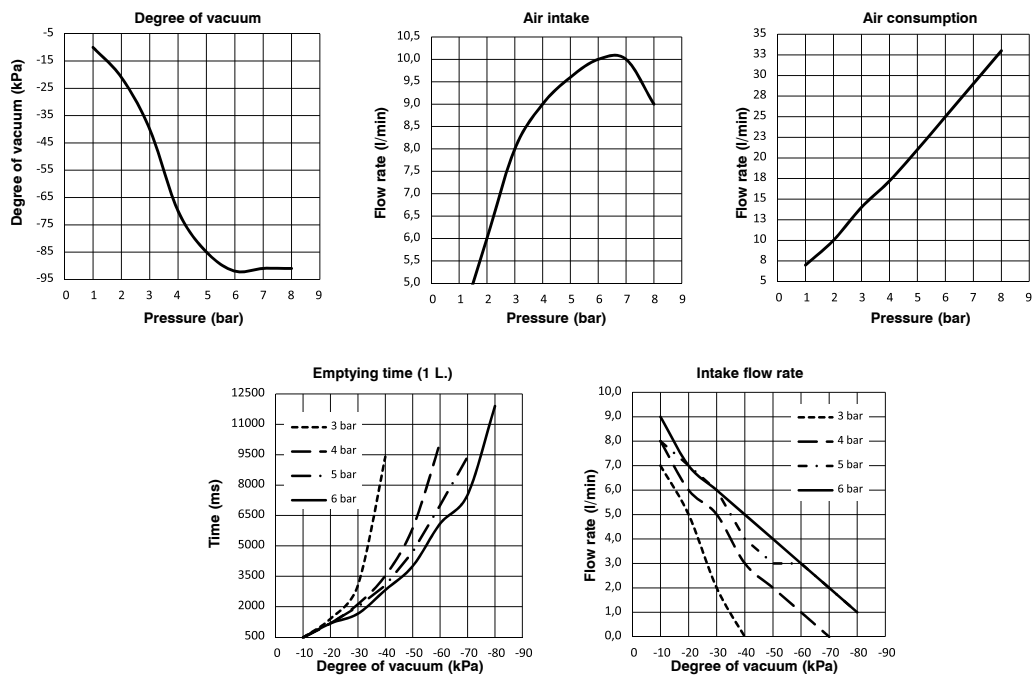 Degree of vacuum
Degree of vacuum (kPa)
-5
-15
-25
-35
-45
-55
-65
-75
-85
-95
0 1 2 3 4 5 6 7 8 9
Pressure (bar)
Air intake
Flow rate (l/min)
10,5
10,0
9,5
9,0
8,5
8,0
7,5
7,0
6,5
6,0
5,5
5,0
0 1 2 3 4 5 6 7 8 9
Pressure (bar)
Air consumption
Flow rate (l/min)
35
33
30
28
25
23
20
18
15
13
10
8
5
0 1 2 3 4 5 6 7 8 9
Pressure (bar)
Emptying time (1 L.)
Time (ms)
12500
11000
9500
8000
6500
5000
3500
2000
500
3 bar
4 bar
5 bar
6 bar
0 -10 -20 -30 -40 -50 -60 -70 -80 -90
Degree of vacuum (kPa)
Intake flow rate
Flow rate (l/min)
10,0
9,0
8,0
7,0
6,0
5,0
4,0
3,0
2,0
1,0
0,0
3 bar
4 bar
5 bar
6 bar
0 -10 -20 -30 -40 -50 -60 -70 -80 -90
Degree of vacuum (kPa)